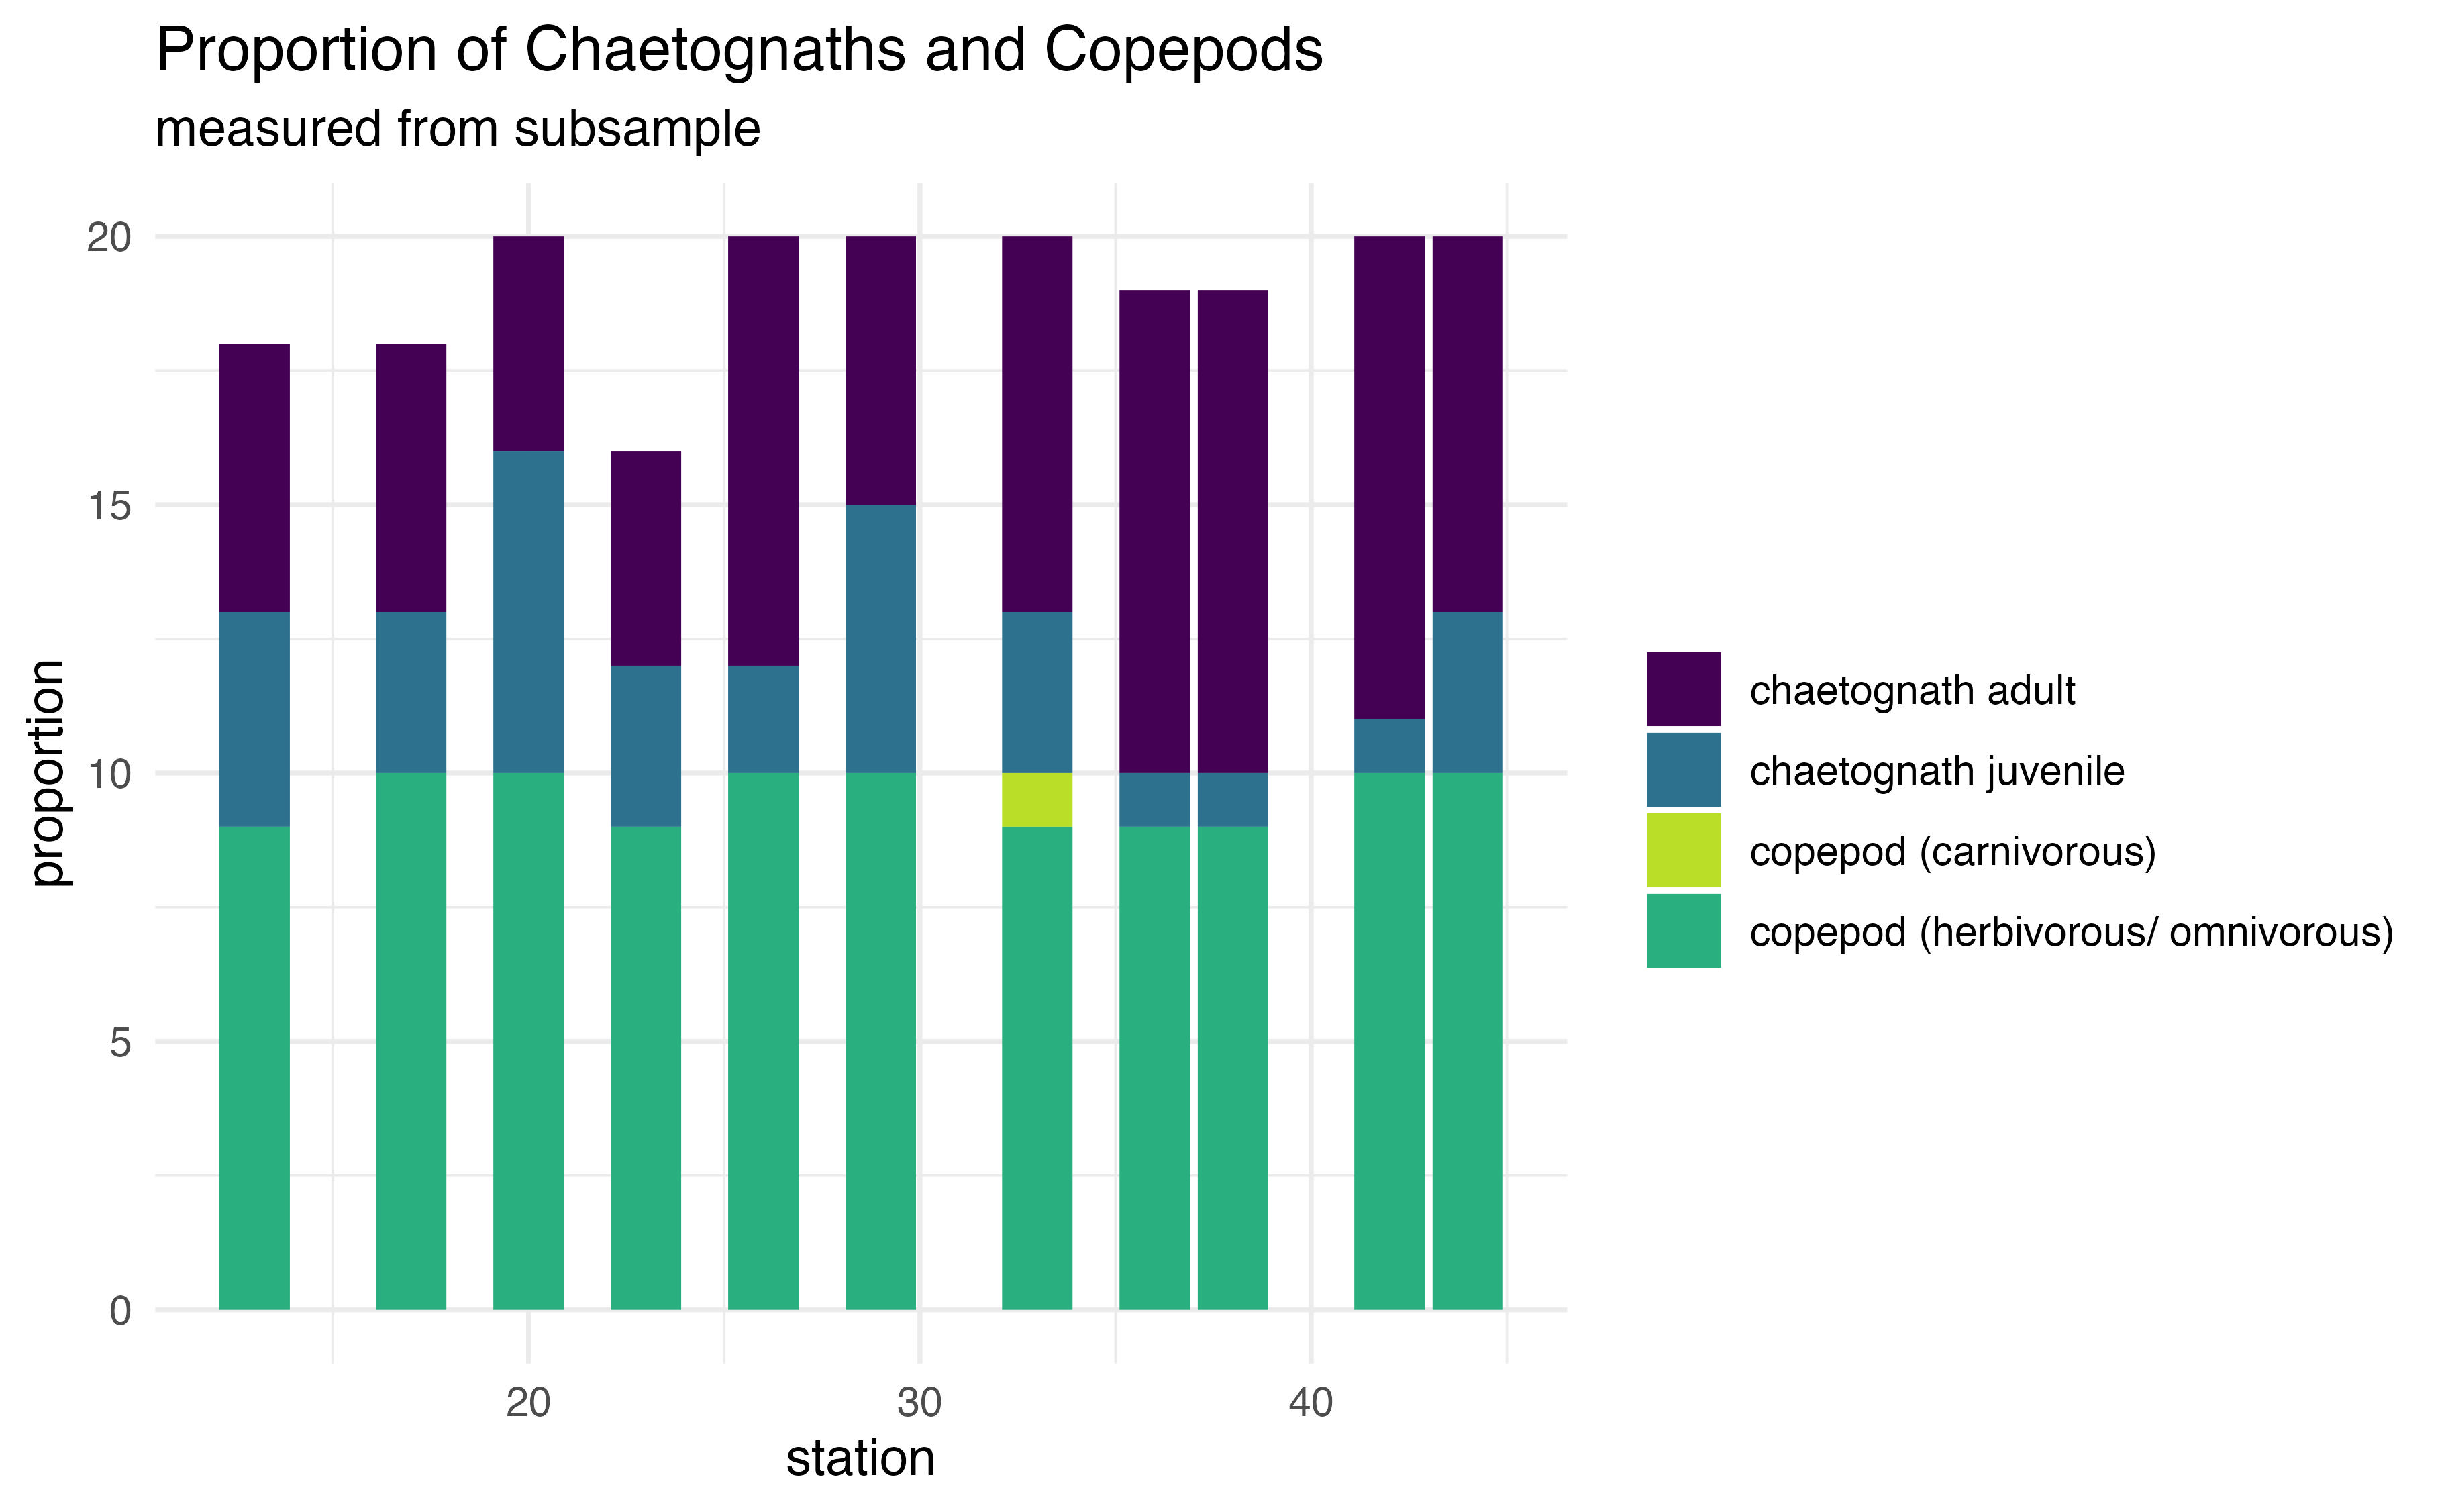 Proportion of Chaetognaths and Copepods
measured from subsample
20
15
10
5
0
proportion
20 30 40
station
chaetognath adult
chaetognath juvenile
copepod (carnivorous)
copepod (herbivorous/ omnivorous)